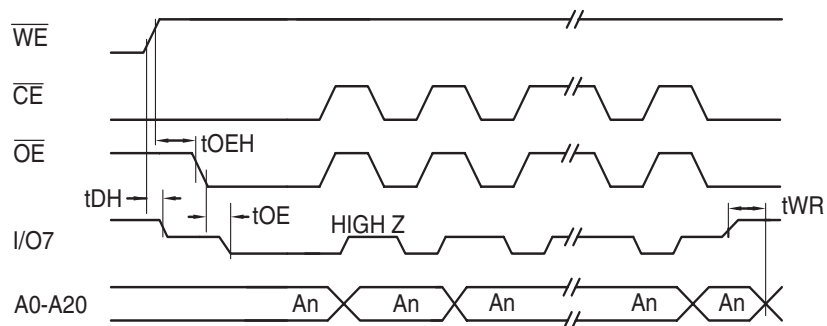 WE
CE
tOEH
OE
tDH
tOE
tWR
HIGH Z
I/O7
A0-A20 An An An An An